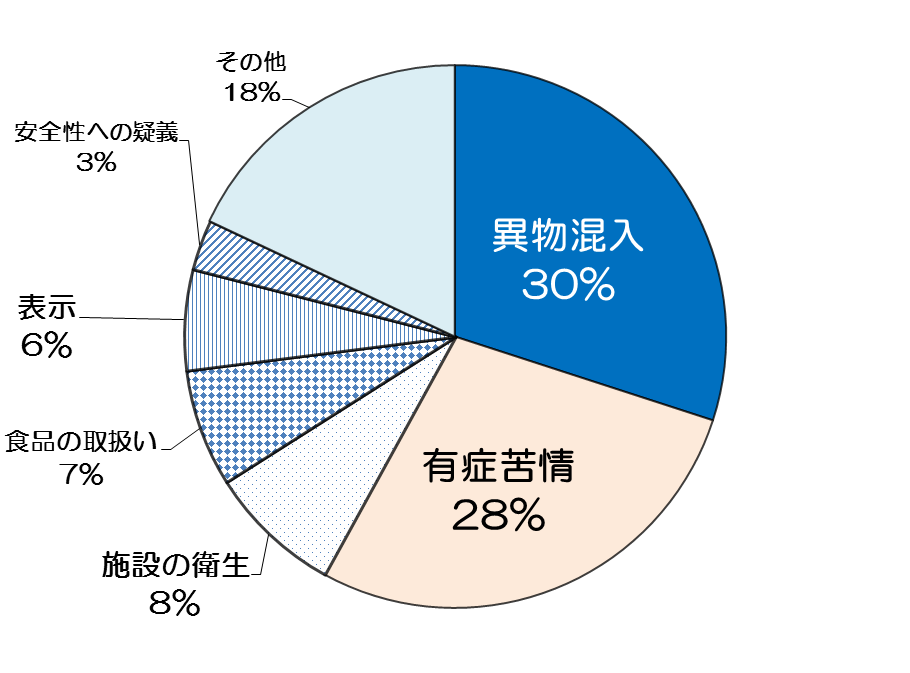 その他
18%
安全性への疑義
3%
異物混入
30%
表示
6%
食品の取扱い
7%
有症苦情
28%
施設の衛生
8%